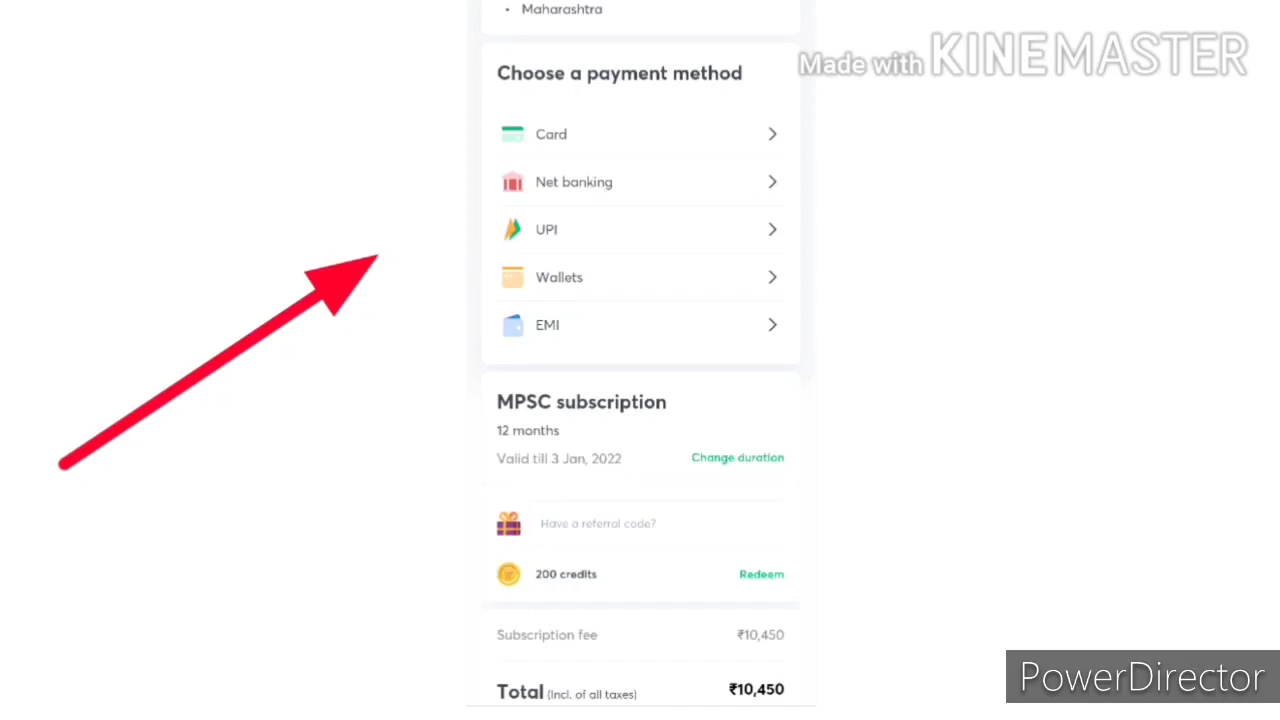 • Maharashtra
Made with KINEMASTER
Choose a payment method
Card
Net banking
UPI
Wallets
EMI
MPSC subscription
12 months
Valid till 3 Jan, 2022 Change duration
Have a referral code?
200 credits Redeem
Subscription fee ₹10,450
Total (Incl. of all taxes) ₹10,450
PowerDirector